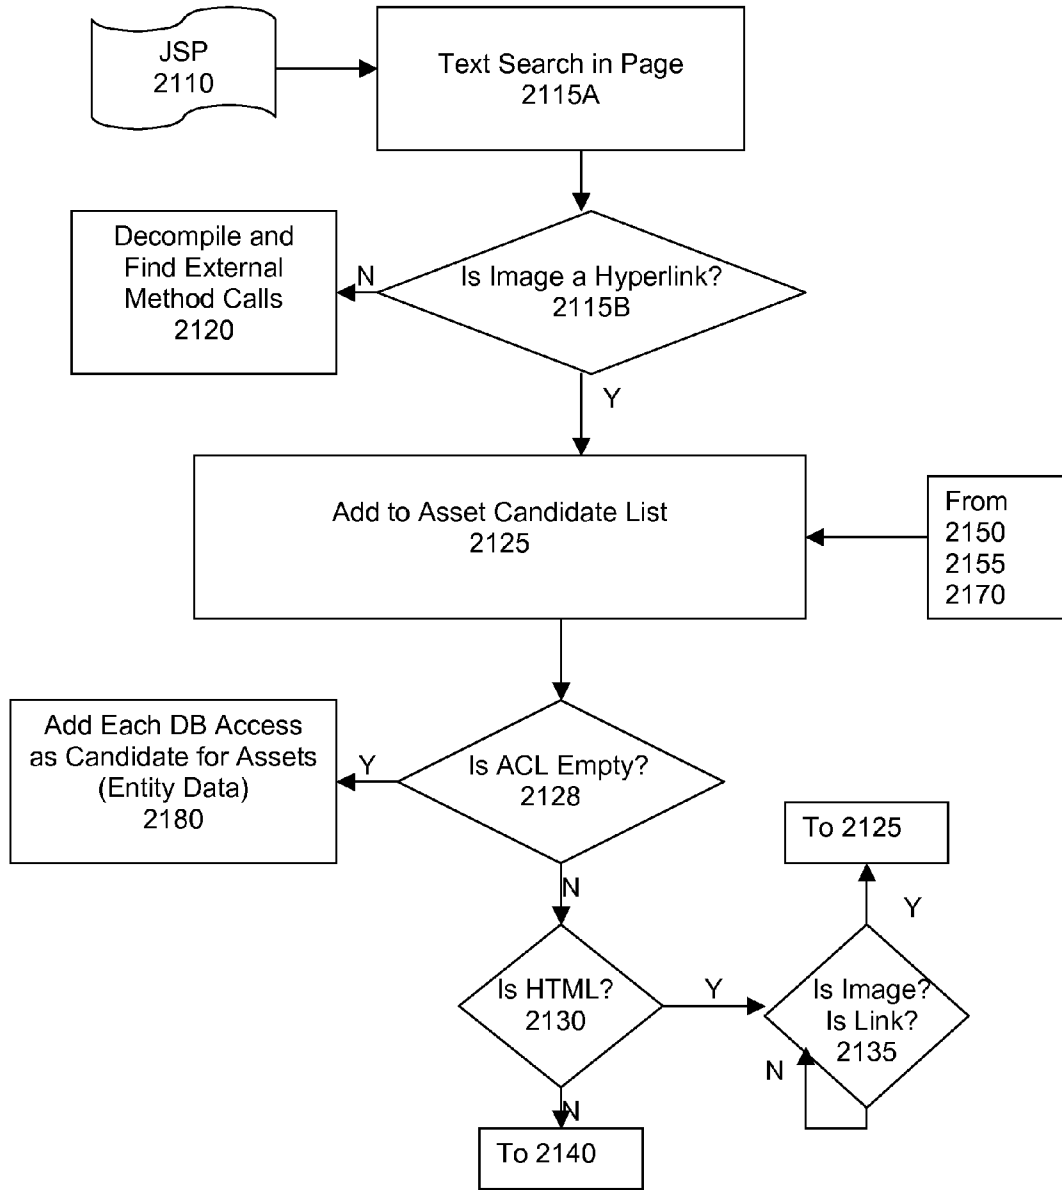 JSP
2110
Text Search in Page
2115A
Decompile and
Find External
Method Calls
2120
N
Is Image a Hyperlink?
2115B
Y
Add to Asset Candidate List
2125
From
2150
2155
2170
Add Each DB Access
as Candidate for Assets
(Entity Data)
2180
Y
Is ACL Empty?
2128
N
To 2125
Y
Is HTML?
2130
Y
Is Image?
Is Link?
2135
N
N
To 2140